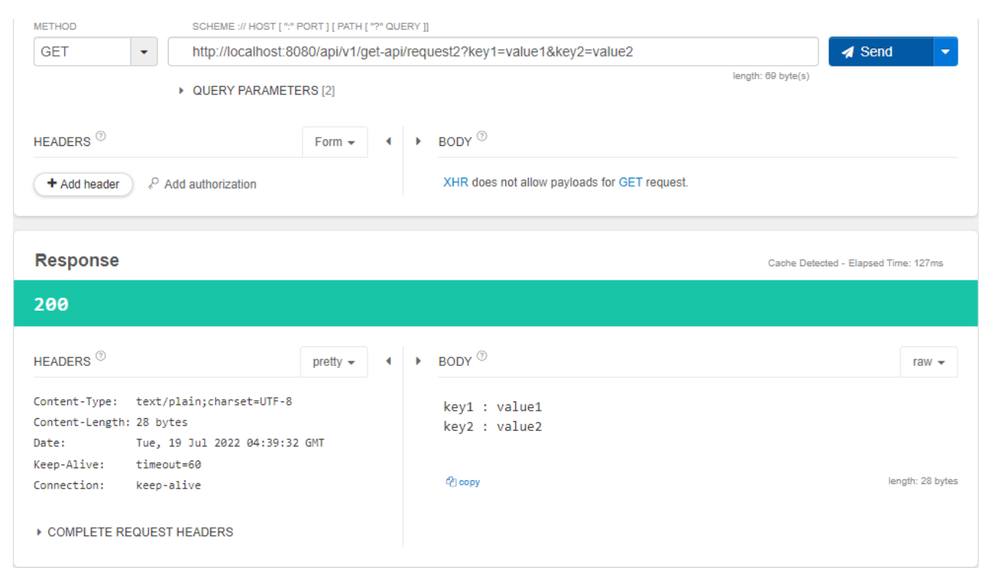 METHOD
SCHEME :// HOST [ ":" PORT ] [ PATH [ "?" QUERY ]]
GET
http://localhost:8080/api/v1/get-api/request2?key1=value1&key2=value2
Send
length: 69 byte(s)
QUERY PARAMETERS [2]
HEADERS ?
Form
BODY ?
+ Add header
Add authorization
XHR does not allow payloads for GET request.
Response
Cache Detected - Elapsed Time: 127ms
200
HEADERS ?
pretty
BODY ?
raw
Content-Type: text/plain;charset=UTF-8
Content-Length: 28 bytes
Date: Tue, 19 Jul 2022 04:39:32 GMT
Keep-Alive: timeout=60
Connection: keep-alive
key1 : value1
key2 : value2
copy
length: 28 bytes
COMPLETE REQUEST HEADERS